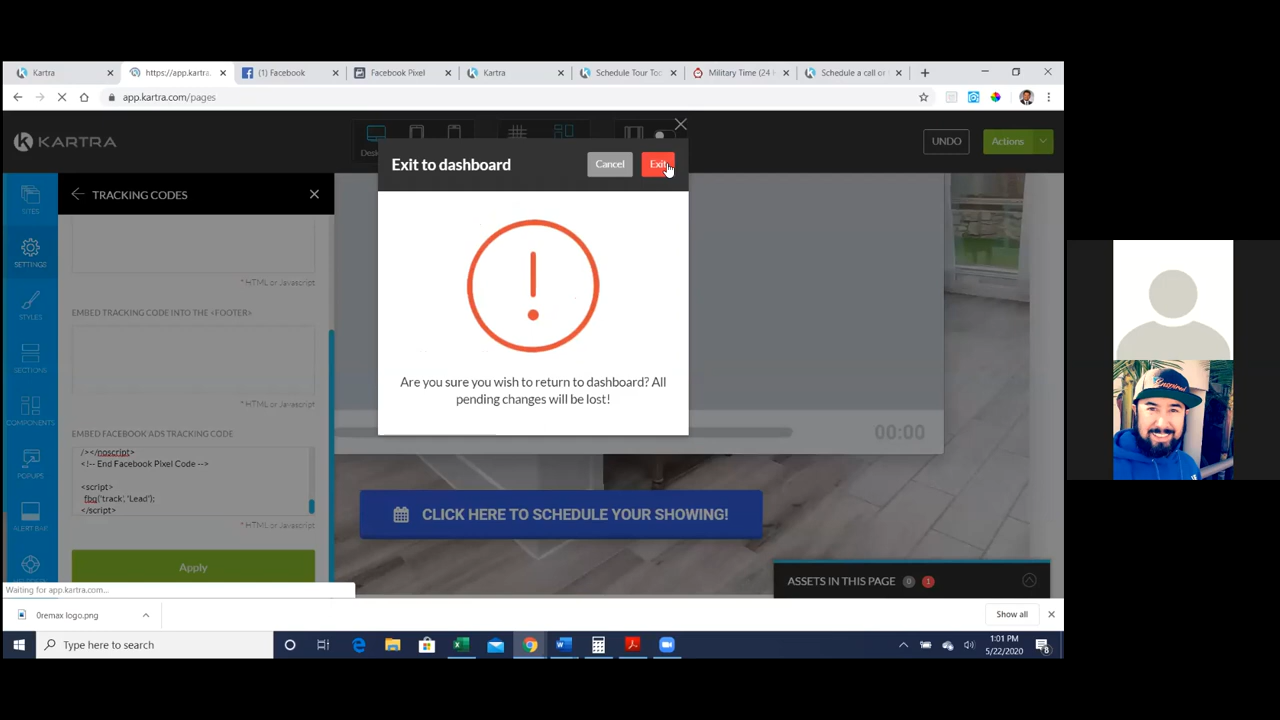 Kartra
https://app.kartra.
(1) Facebook
Facebook Pixel
Kartra
Schedule Tour Too
Military Time (24 H
Schedule a call or
app.kartra.com/pages
KARTRA
UNDO
Actions
Exit to dashboard
Cancel
Exit
TRACKING CODES
SITES
SETTINGS
STYLES
SECTIONS
COMPONENTS
POPUPS
ALERT BAR
* HTML or Javascript
EMBED TRACKING CODE INTO THE <FOOTER>
* HTML or Javascript
EMBED FACEBOOK ADS TRACKING CODE
/></noscript>
<!-- End Facebook Pixel Code -->
<script>
fbq('track', 'Lead');
</script>
* HTML or Javascript
Apply
Are you sure you wish to return to dashboard? All
pending changes will be lost!
00:00
CLICK HERE TO SCHEDULE YOUR SHOWING!
ASSETS IN THIS PAGE 0 1
Waiting for app.kartra.com...
0remax logo.png
Show all
Type here to search
1:01 PM
5/22/2020
8
Inspired